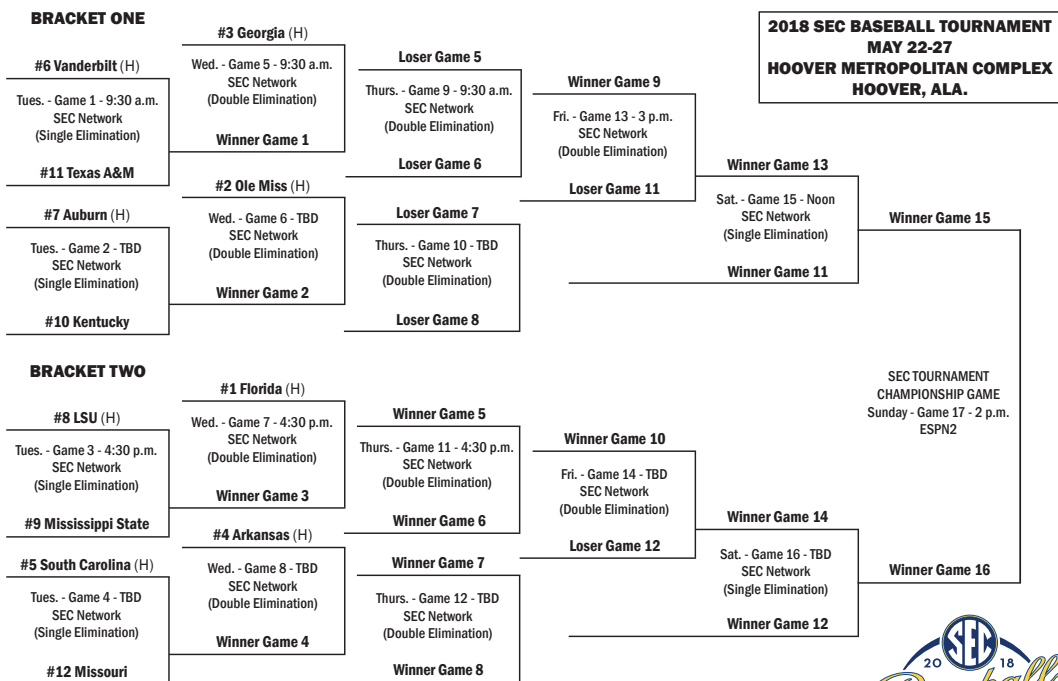 BRACKET ONE
#6 Vanderbilt (H)
Tues. - Game 1 - 9:30 a.m.
SEC Network
(Single Elimination)
#11 Texas A&M
#7 Auburn (H)
Tues. - Game 2 - TBD
SEC Network
(Single Elimination)
#10 Kentucky
#3 Georgia (H)
Wed. - Game 5 - 9:30 a.m.
SEC Network
(Double Elimination)
Winner Game 1
#2 Ole Miss (H)
Wed. - Game 6 - TBD
SEC Network
(Double Elimination)
Winner Game 2
Loser Game 5
Thurs. - Game 9 - 9:30 a.m.
SEC Network
(Double Elimination)
Loser Game 6
Loser Game 7
Thurs. - Game 10 - TBD
SEC Network
(Double Elimination)
Loser Game 8
Winner Game 9
Fri. - Game 13 - 3 p.m.
SEC Network
(Double Elimination)
Loser Game 11
Winner Game 13
Sat. - Game 15 - Noon
SEC Network
(Single Elimination)
Winner Game 11
Winner Game 15
2018 SEC BASEBALL TOURNAMENT
MAY 22-27
HOOVER METROPOLITAN COMPLEX
HOOVER, ALA.
BRACKET TWO
#8 LSU (H)
Tues. - Game 3 - 4:30 p.m.
SEC Network
(Single Elimination)
#9 Mississippi State
#5 South Carolina (H)
Tues. - Game 4 - TBD
SEC Network
(Single Elimination)
#12 Missouri
#1 Florida (H)
Wed. - Game 7 - 4:30 p.m.
SEC Network
(Double Elimination)
Winner Game 3
#4 Arkansas (H)
Wed. - Game 8 - TBD
SEC Network
(Double Elimination)
Winner Game 4
Winner Game 5
Thurs. - Game 11 - 4:30 p.m.
SEC Network
(Double Elimination)
Winner Game 6
Winner Game 7
Thurs. - Game 12 - TBD
SEC Network
(Double Elimination)
Winner Game 8
Winner Game 10
Fri. - Game 14 - TBD
SEC Network
(Double Elimination)
Loser Game 12
Winner Game 14
Sat. - Game 16 - TBD
SEC Network
(Single Elimination)
Winner Game 12
Winner Game 16
SEC TOURNAMENT
CHAMPIONSHIP GAME
Sunday - Game 17 - 2 p.m.
ESPN2
SEC
20 18